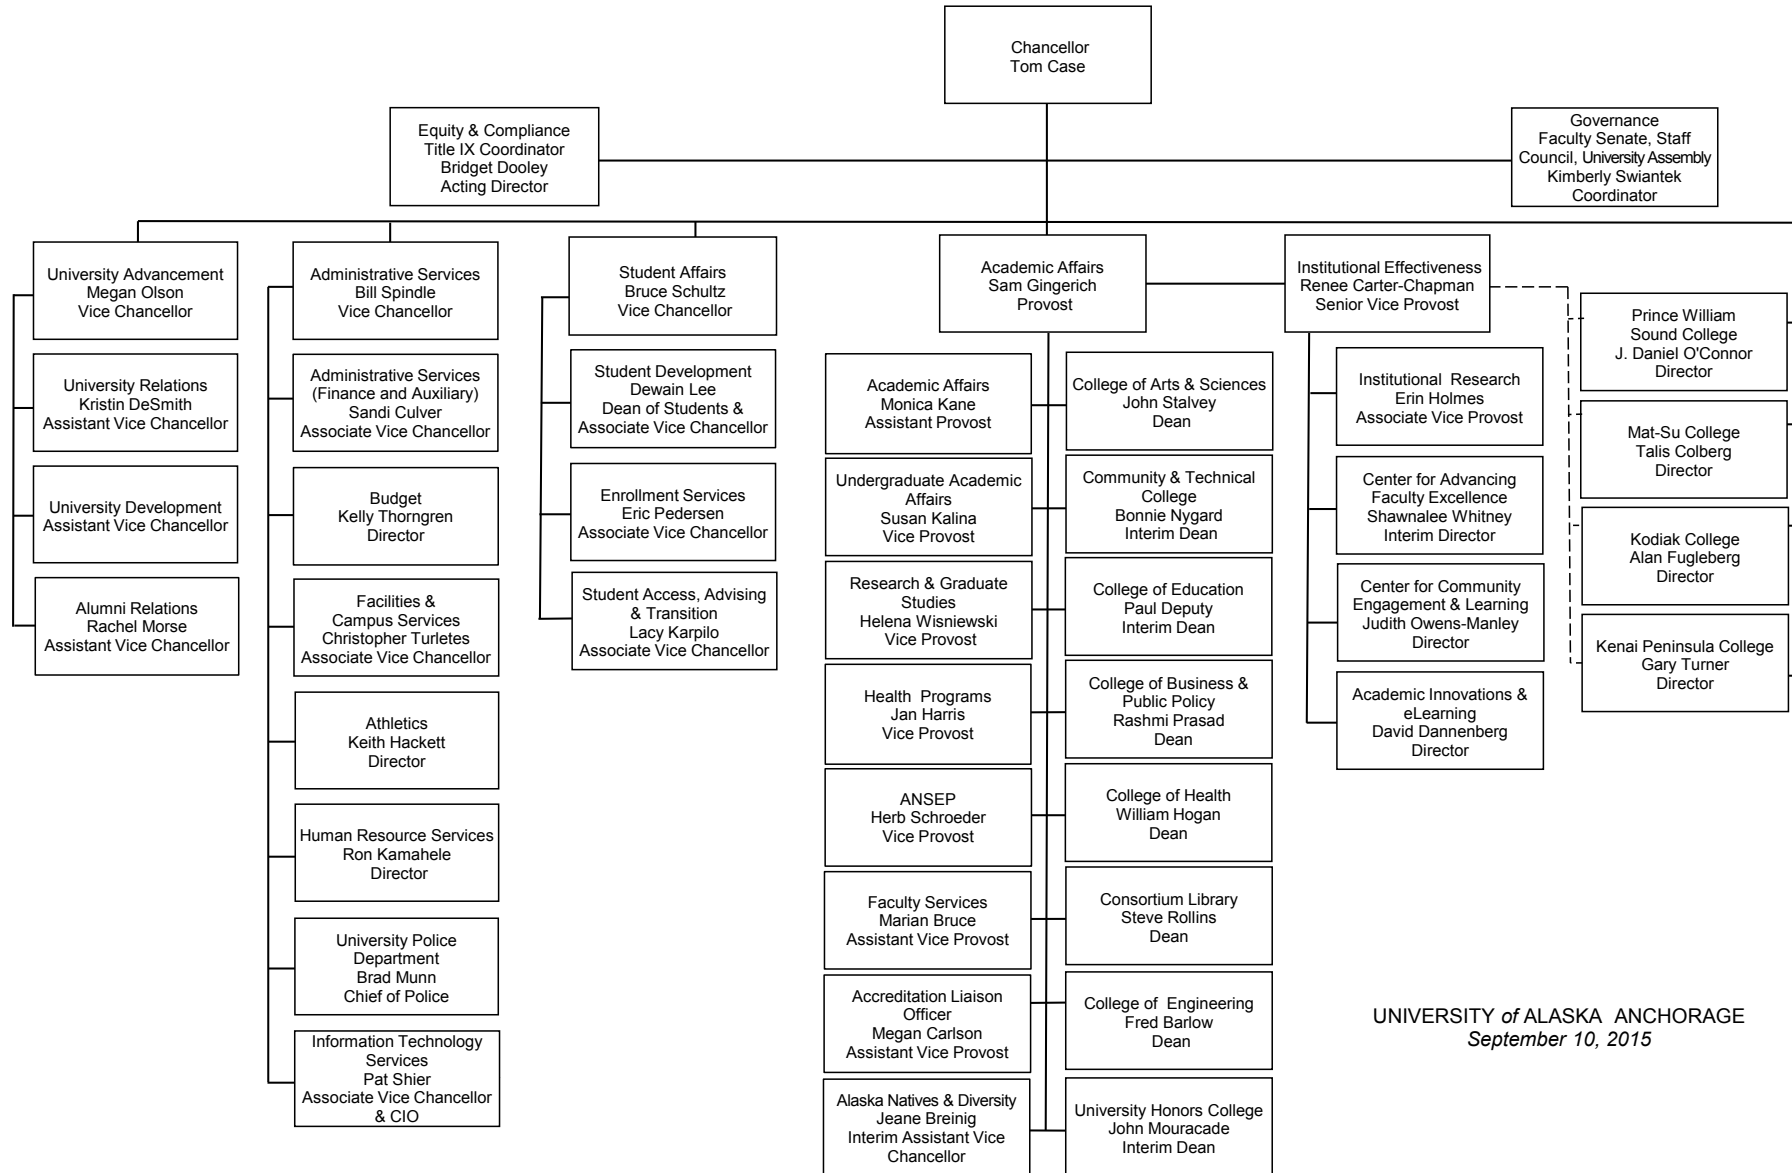 Chancellor
Tom Case
Equity & Compliance
Title IX Coordinator
Bridget Dooley
Acting Director
Governance
Faculty Senate, Staff
Council, University Assembly
Kimberly Swiantek
Coordinator
University Advancement
Megan Olson
Vice Chancellor
University Relations
Kristin DeSmith
Assistant Vice Chancellor
University Development
Assistant Vice Chancellor
Alumni Relations
Rachel Morse
Assistant Vice Chancellor
Administrative Services
Bill Spindle
Vice Chancellor
Administrative Services
(Finance and Auxiliary)
Sandi Culver
Associate Vice Chancellor
Budget
Kelly Thorngren
Director
Facilities &
Campus Services
Christopher Turletes
Associate Vice Chancellor
Athletics
Keith Hackett
Director
Human Resource Services
Ron Kamahele
Director
University Police
Department
Brad Munn
Chief of Police
Information Technology
Services
Pat Shier
Associate Vice Chancellor
& CIO
Student Affairs
Bruce Schultz
Vice Chancellor
Student Development
Dewain Lee
Dean of Students &
Associate Vice Chancellor
Enrollment Services
Eric Pedersen
Associate Vice Chancellor
Student Access, Advising
& Transition
Lacy Karpilo
Associate Vice Chancellor
Academic Affairs
Sam Gingerich
Provost
Academic Affairs
Monica Kane
Assistant Provost
Undergraduate Academic
Affairs
Susan Kalina
Vice Provost
Research & Graduate
Studies
Helena Wisniewski
Vice Provost
Health Programs
Jan Harris
Vice Provost
ANSEP
Herb Schroeder
Vice Provost
Faculty Services
Marian Bruce
Assistant Vice Provost
Accreditation Liaison
Officer
Megan Carlson
Assistant Vice Provost
Alaska Natives & Diversity
Jeane Breinig
Interim Assistant Vice
Chancellor
College of Arts & Sciences
John Stalvey
Dean
Community & Technical
College
Bonnie Nygard
Interim Dean
College of Education
Paul Deputy
Interim Dean
College of Business &
Public Policy
Rashmi Prasad
Dean
College of Health
William Hogan
Dean
Consortium Library
Steve Rollins
Dean
College of Engineering
Fred Barlow
Dean
University Honors College
John Mouracade
Interim Dean
Institutional Effectiveness
Renee Carter-Chapman
Senior Vice Provost
Institutional Research
Erin Holmes
Associate Vice Provost
Center for Advancing
Faculty Excellence
Shawnalee Whitney
Interim Director
Center for Community
Engagement & Learning
Judith Owens-Manley
Director
Academic Innovations &
eLearning
David Dannenberg
Director
Prince William
Sound College
J. Daniel O'Connor
Director
Mat-Su College
Talis Colberg
Director
Kodiak College
Alan Fugleberg
Director
Kenai Peninsula College
Gary Turner
Director
UNIVERSITY of ALASKA ANCHORAGE
September 10, 2015